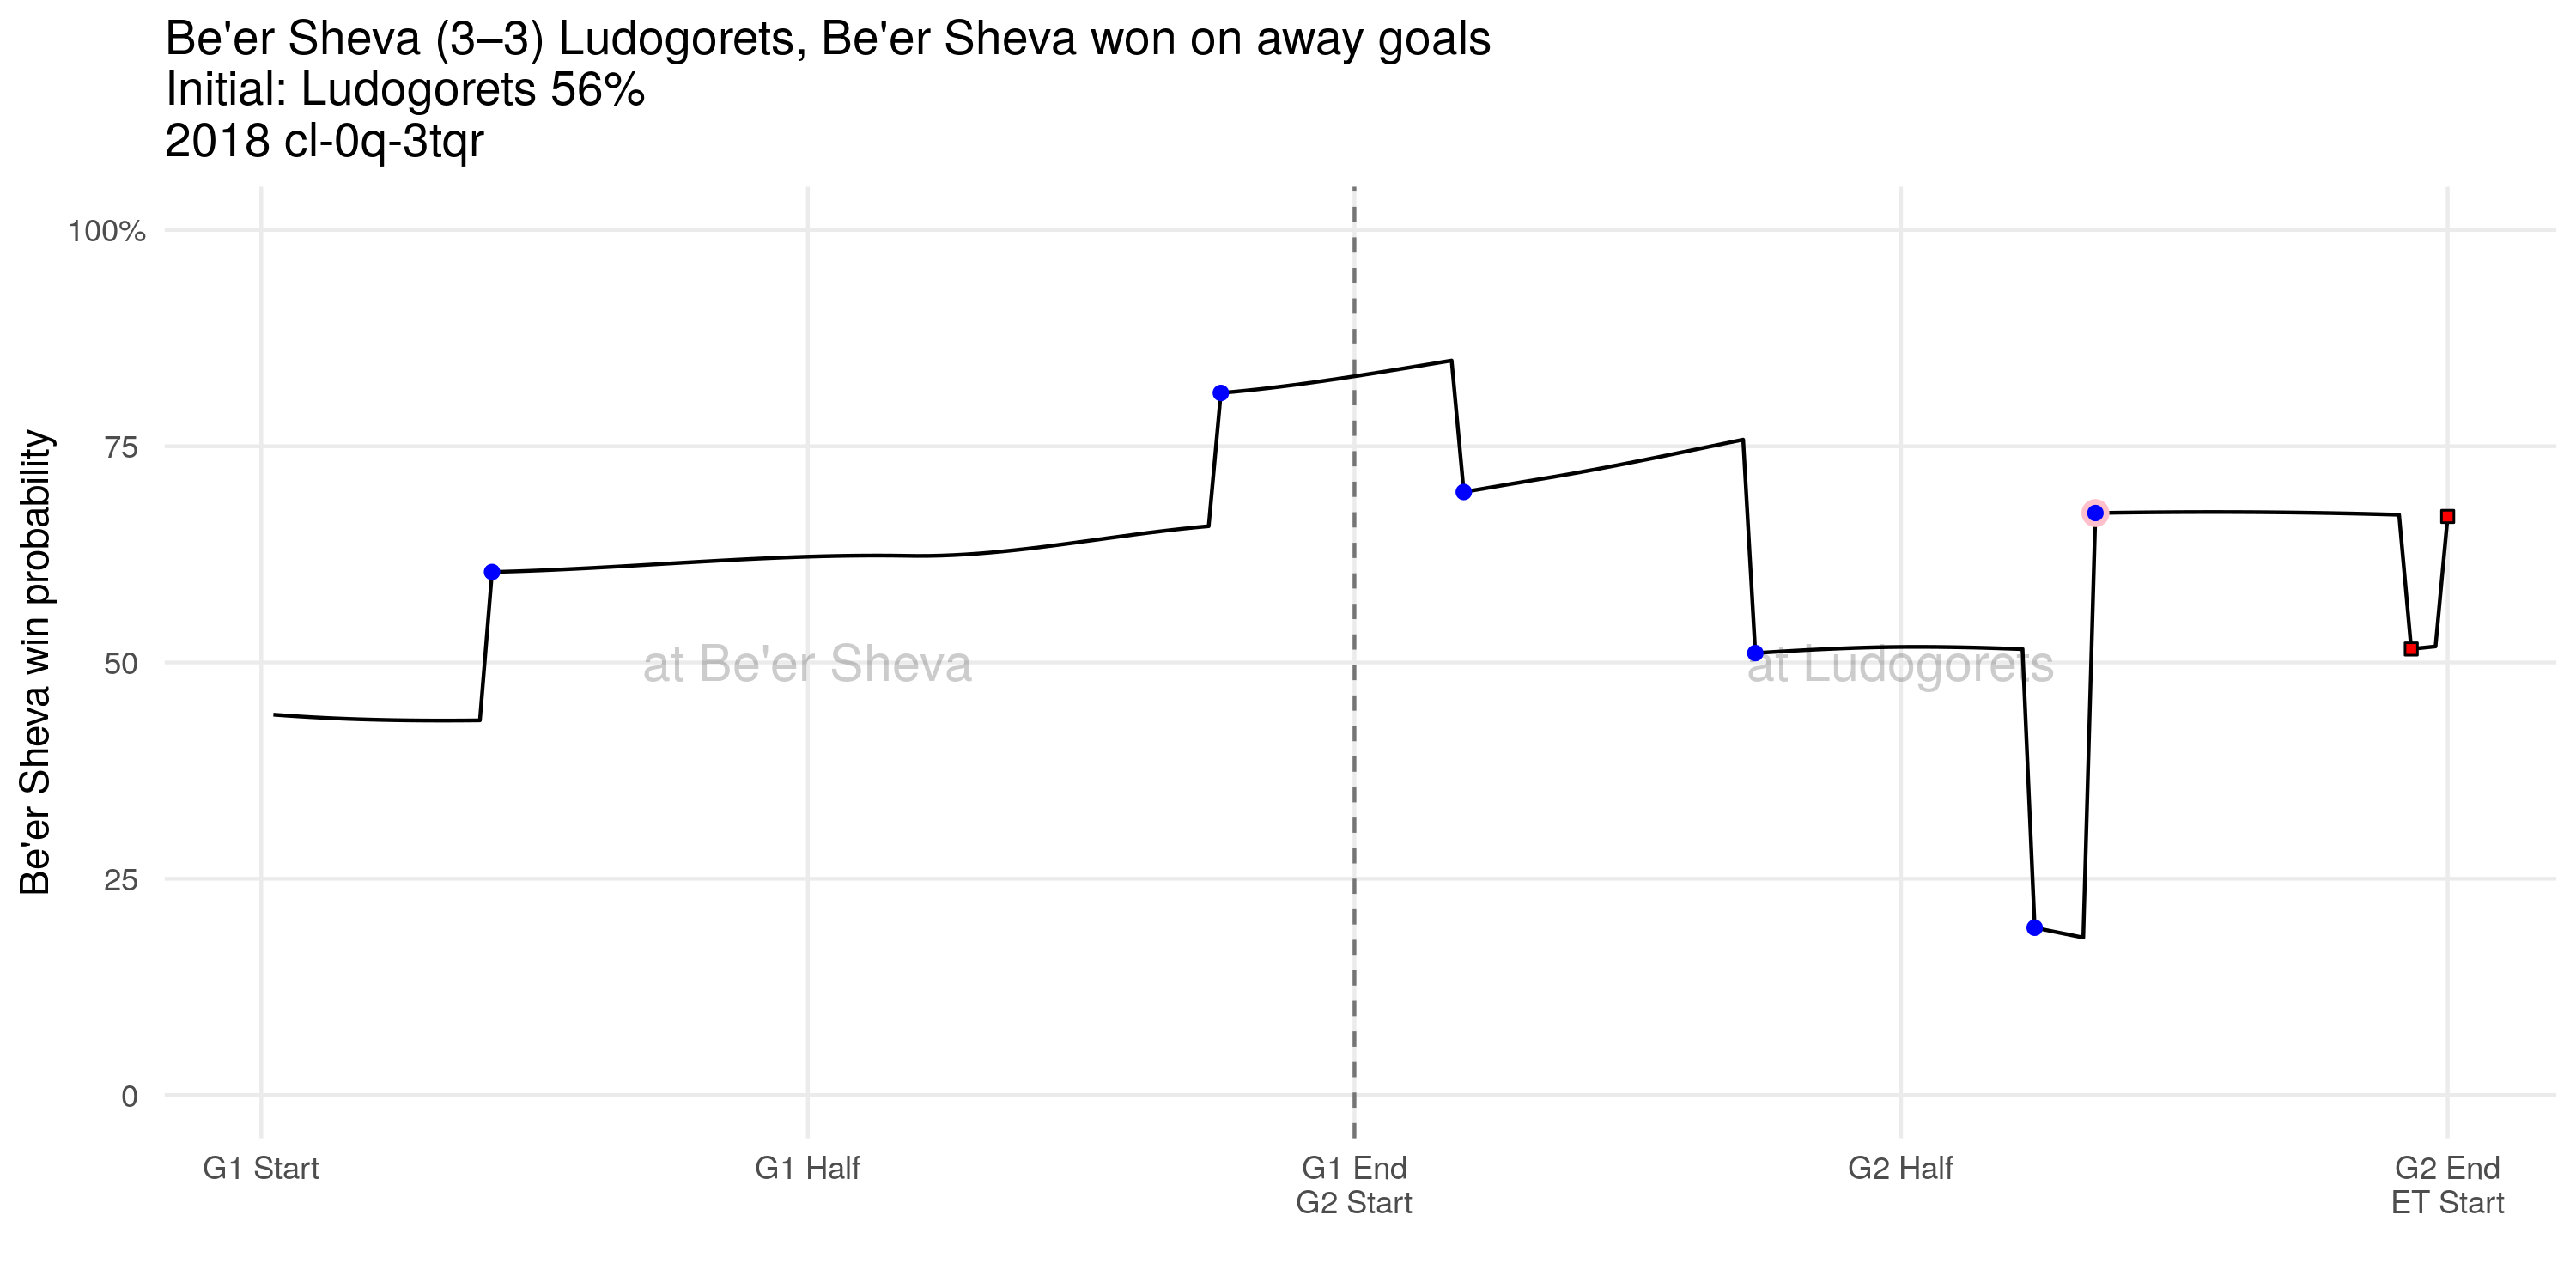 Be'er Sheva (3–3) Ludogorets, Be'er Sheva won on away goals
Initial: Ludogorets 56%
2018 cl-0q-3tqr
Be'er Sheva win probability
100%
75
50
25
0
at Be'er Sheva
at Ludogorets
G1 Start
G1 Half
G1 End
G2 Start
G2 Half
G2 End
ET Start